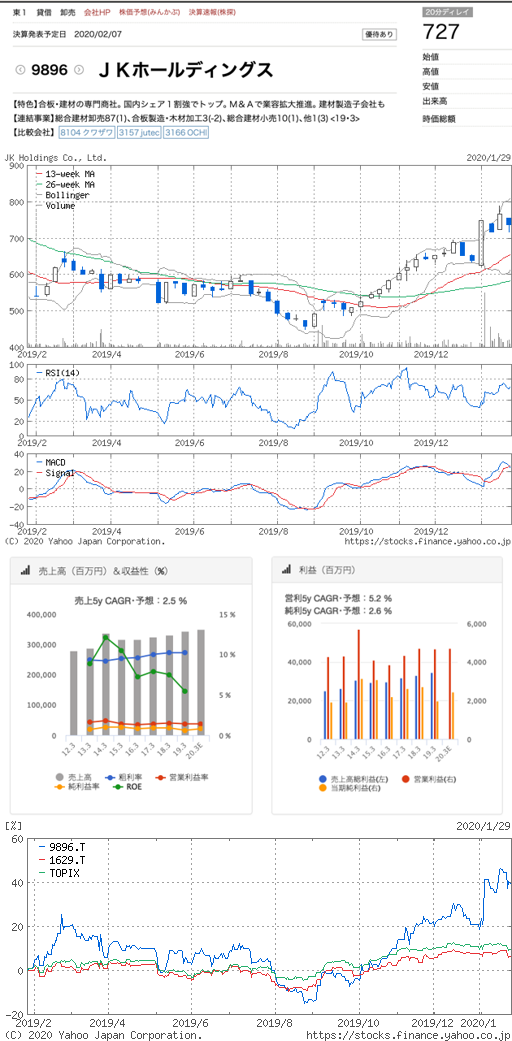 東1 貸借 卸売 会社HP 株価予想(みんかぶ) 決算速報(株探)
20分ディレイ
727
決算発表予定日 2020/02/07
優待あり
9896 ＪＫホールディングス
始値
高値
安値
出来高
時価総額
【特色】合板・建材の専門商社。国内シェア１割強でトップ。Ｍ＆Ａで業容拡大推進。建材製造子会社も
【連結事業】総合建材卸売87(1)、合板製造・木材加工3(-2)、総合建材小売10(1)、他1(3) <19・3>
【比較会社】 8104 クワザワ 3157 jutec 3166 OCHI
JK Holdings Co., Ltd. 2020/1/29
900
800
700
600
500
400
13-week MA
26-week MA
Bollinger
Volume
2019/2 2019/4 2019/6 2019/8 2019/10 2019/12
100
80
50
20
0
RSI(14)
2019/2 2019/4 2019/6 2019/8 2019/10 2019/12
40
20
0
-20
-40
MACD
Signal
2019/2 2019/4 2019/6 2019/8 2019/10 2019/12
(C) 2020 Yahoo Japan Corporation. https://stocks.finance.yahoo.co.jp/
売上高（百万円）＆収益性（%）
売上5y CAGR・予想： 2.5 %
400,000
300,000
200,000
100,000
0
15 %
10 %
5 %
0 %
12.3 13.3 14.3 15.3 16.3 17.3 18.3 19.3 20.3E
売上高 粗利率 営業利益率
純利益率 ROE
利益（百万円）
営利5y CAGR・予想： 5.2 %
純利5y CAGR・予想： 2.6 %
60,000
40,000
20,000
0
6,000
4,000
2,000
0
12.3 13.3 14.3 15.3 16.3 17.3 18.3 19.3 20.3E
売上高総利益(左) 営業利益(右)
当期純利益(右)
[%] 2020/1/29
60
40
20
0
-20
9896.T
1629.T
TOPIX
2019/2 2019/4 2019/6 2019/8 2019/10 2019/12 2020/1
(C) 2020 Yahoo Japan Corporation. https://stocks.finance.yahoo.co.jp/